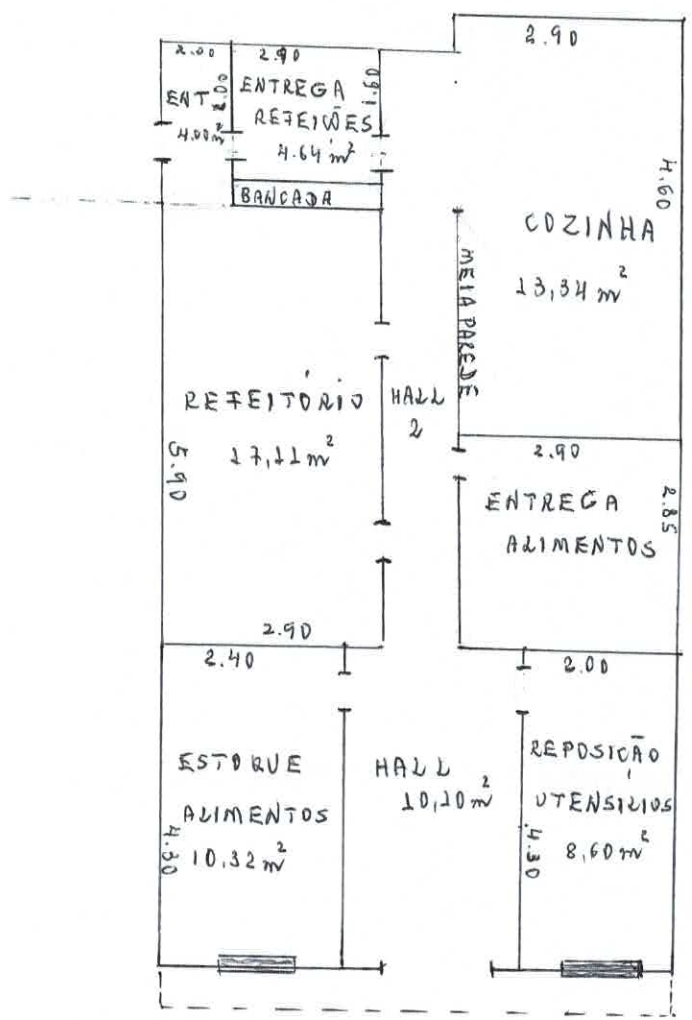 2.90
2.00
2.90
ENT.
2.00
4.00m²
ENTREGA
REFEIÇÕES
1.60
4.64 m²
BANCADA
COZINHA
13,34 m²
4.60
MEIA PAREDE
REFEITÓRIO
17,11 m²
5.90
HALL
2
2.90
ENTREGA
ALIMENTOS
2.85
2.90
2.40
2.00
ESTOQUE
ALIMENTOS
10,32 m²
4.30
HALL
10,10 m²
REPOSIÇÃO
UTENSILIOS
8,60 m²
4.30